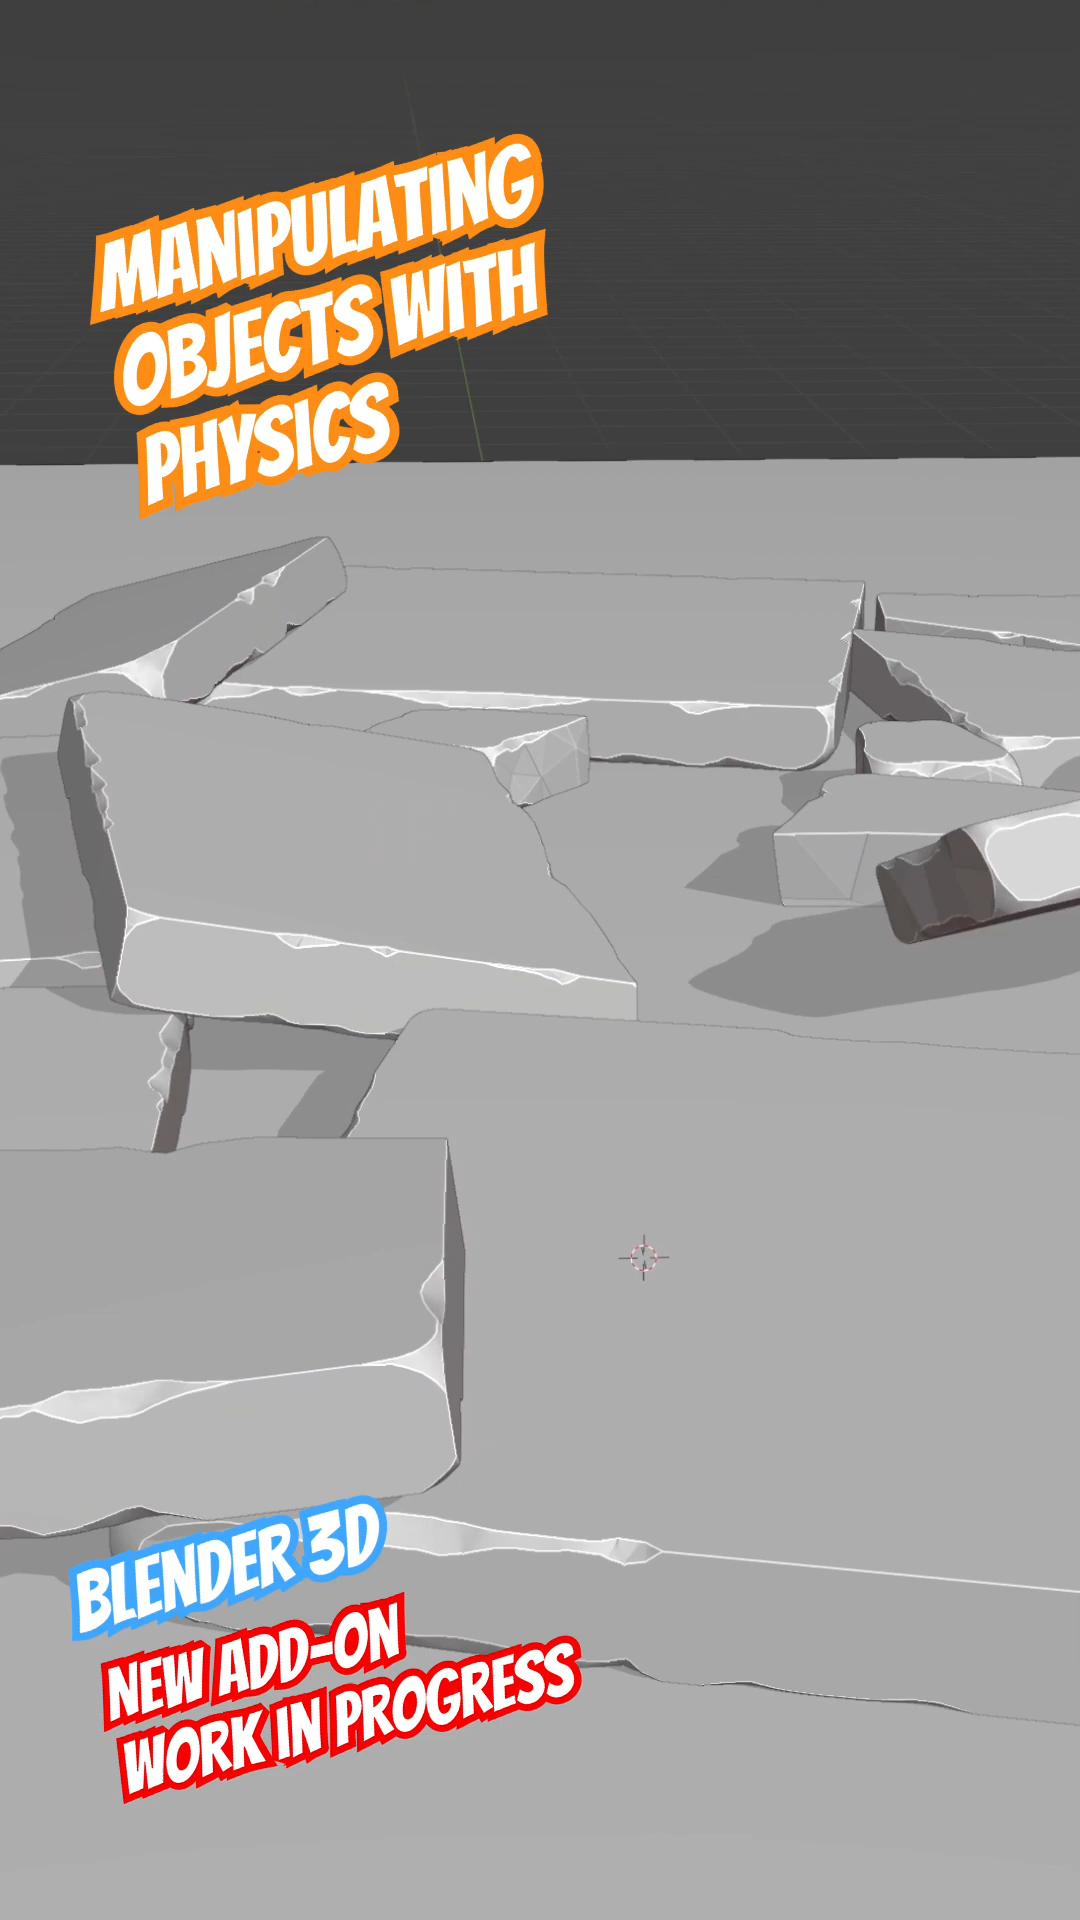 MANIPULATING
OBJECTS WITH
PHYSICS
BLENDER 3D
NEW ADD-ON
WORK IN PROGRESS